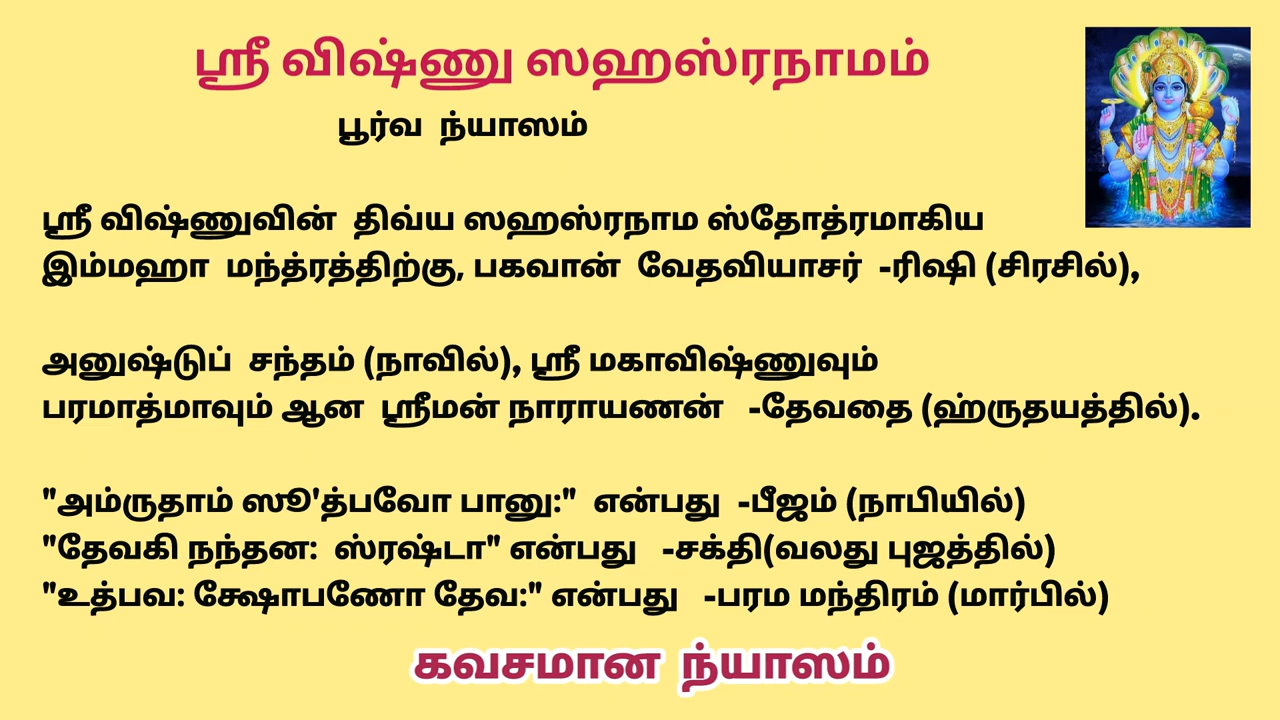 ஸ்ரீ விஷ்ணு ஸஹஸ்ரநாமம்
பூர்வ ந்யாஸம்
ஸ்ரீ விஷ்ணுவின் திவ்ய ஸஹஸ்ரநாம ஸ்தோத்ரமாகிய
இம்மஹா மந்த்ரத்திற்கு, பகவான் வேதவியாசர் -ரிஷி (சிரசில்),
அனுஷ்டுப் சந்தம் (நாவில்), ஸ்ரீ மகாவிஷ்ணுவும்
பரமாத்மாவும் ஆன ஸ்ரீமன் நாராயணன் -தேவதை (ஹ்ருதயத்தில்).
"அம்ருதாம் ஸூ'த்பவோ பானு:" என்பது -பீஜம் (நாபியில்)
"தேவகி நந்தன: ஸ்ரஷ்டா" என்பது -சக்தி(வலது புஜத்தில்)
"உத்பவ: க்ஷோபணோ தேவ:" என்பது -பரம மந்திரம் (மார்பில்)
கவசமான ந்யாஸம்